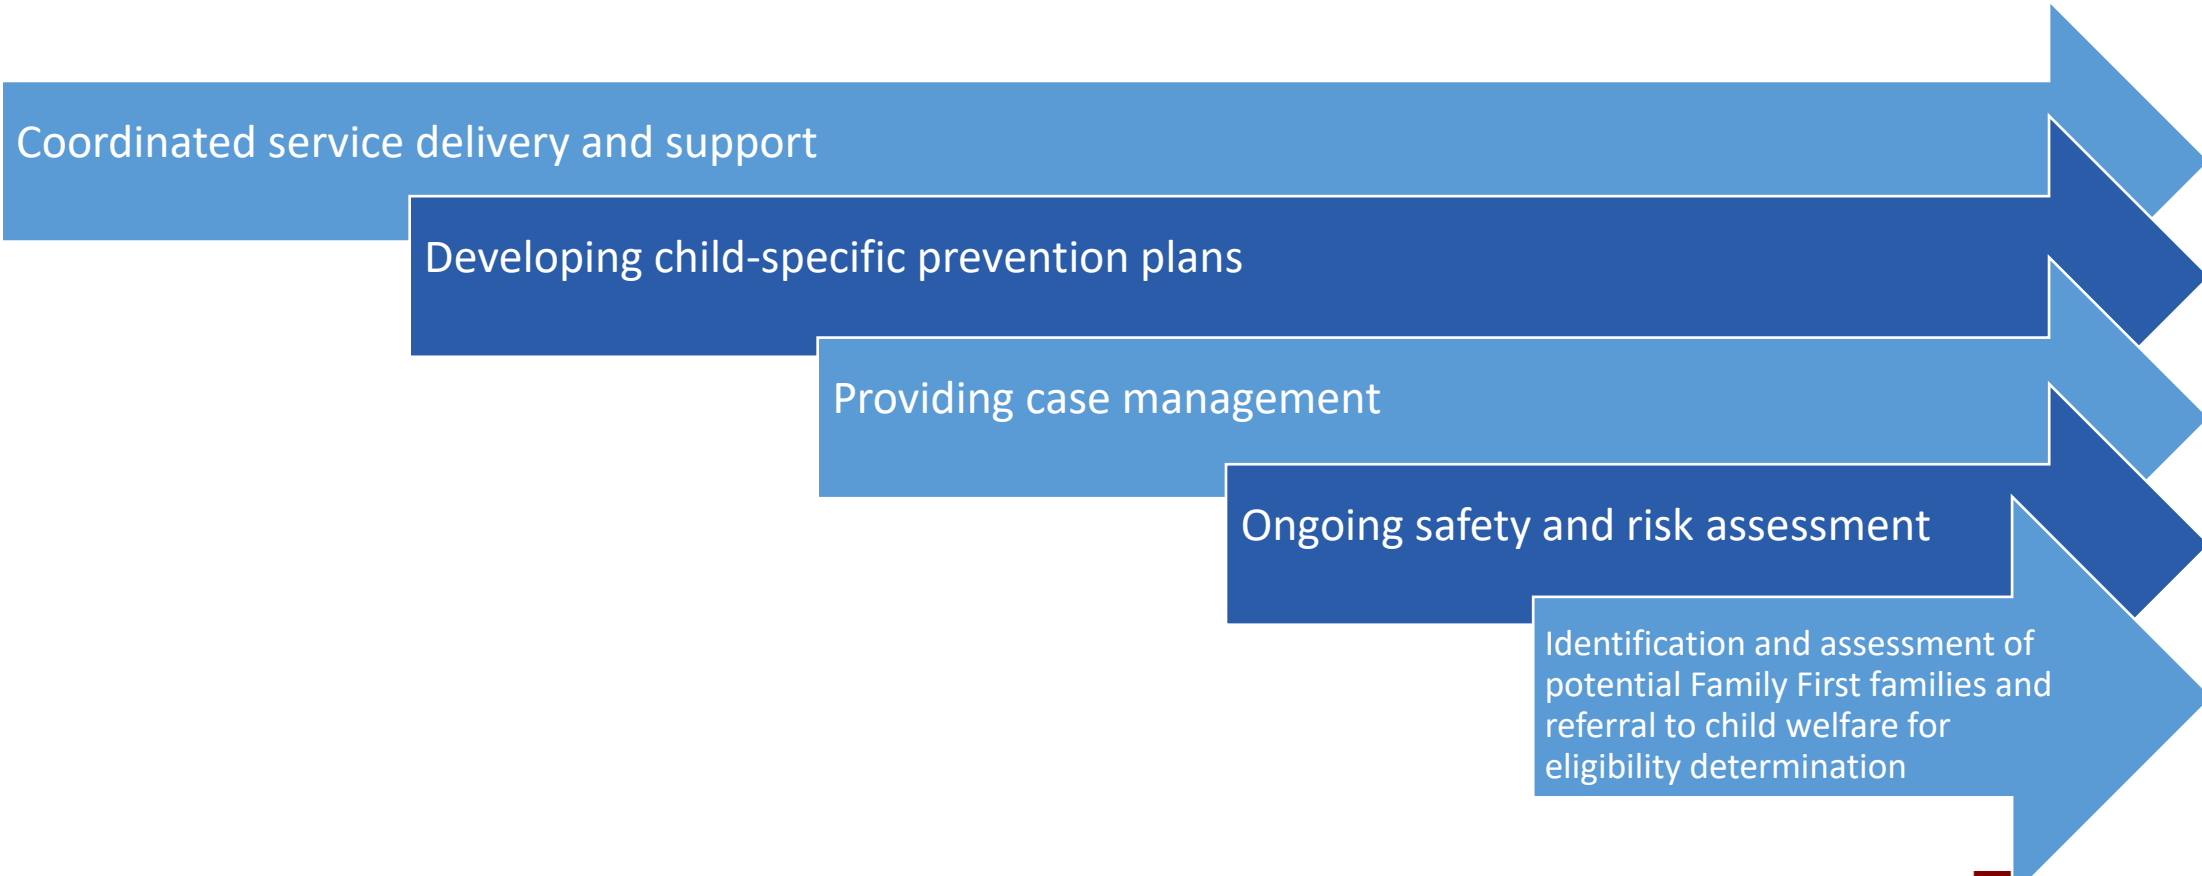 Coordinated service delivery and support
Developing child-specific prevention plans
Providing case management
Ongoing safety and risk assessment
Identification and assessment of
potential Family First families and
referral to child welfare for
eligibility determination